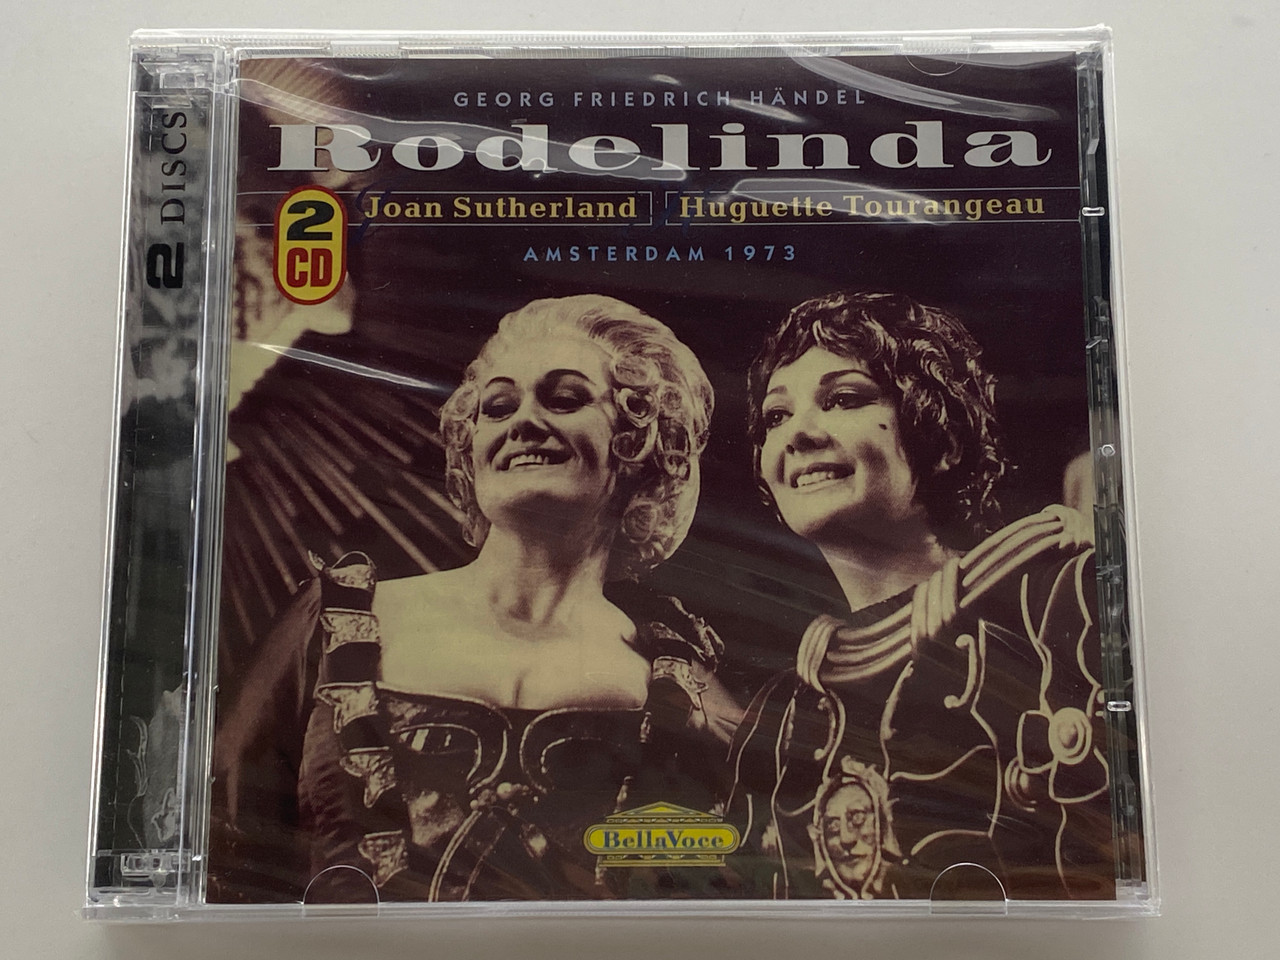 GEORG FRIEDRICH HÄNDEL
Rodelinda
Joan Sutherland Huguette Tourangeau
AMSTERDAM 1973
2
CD
2 DISCS
BellaVoce